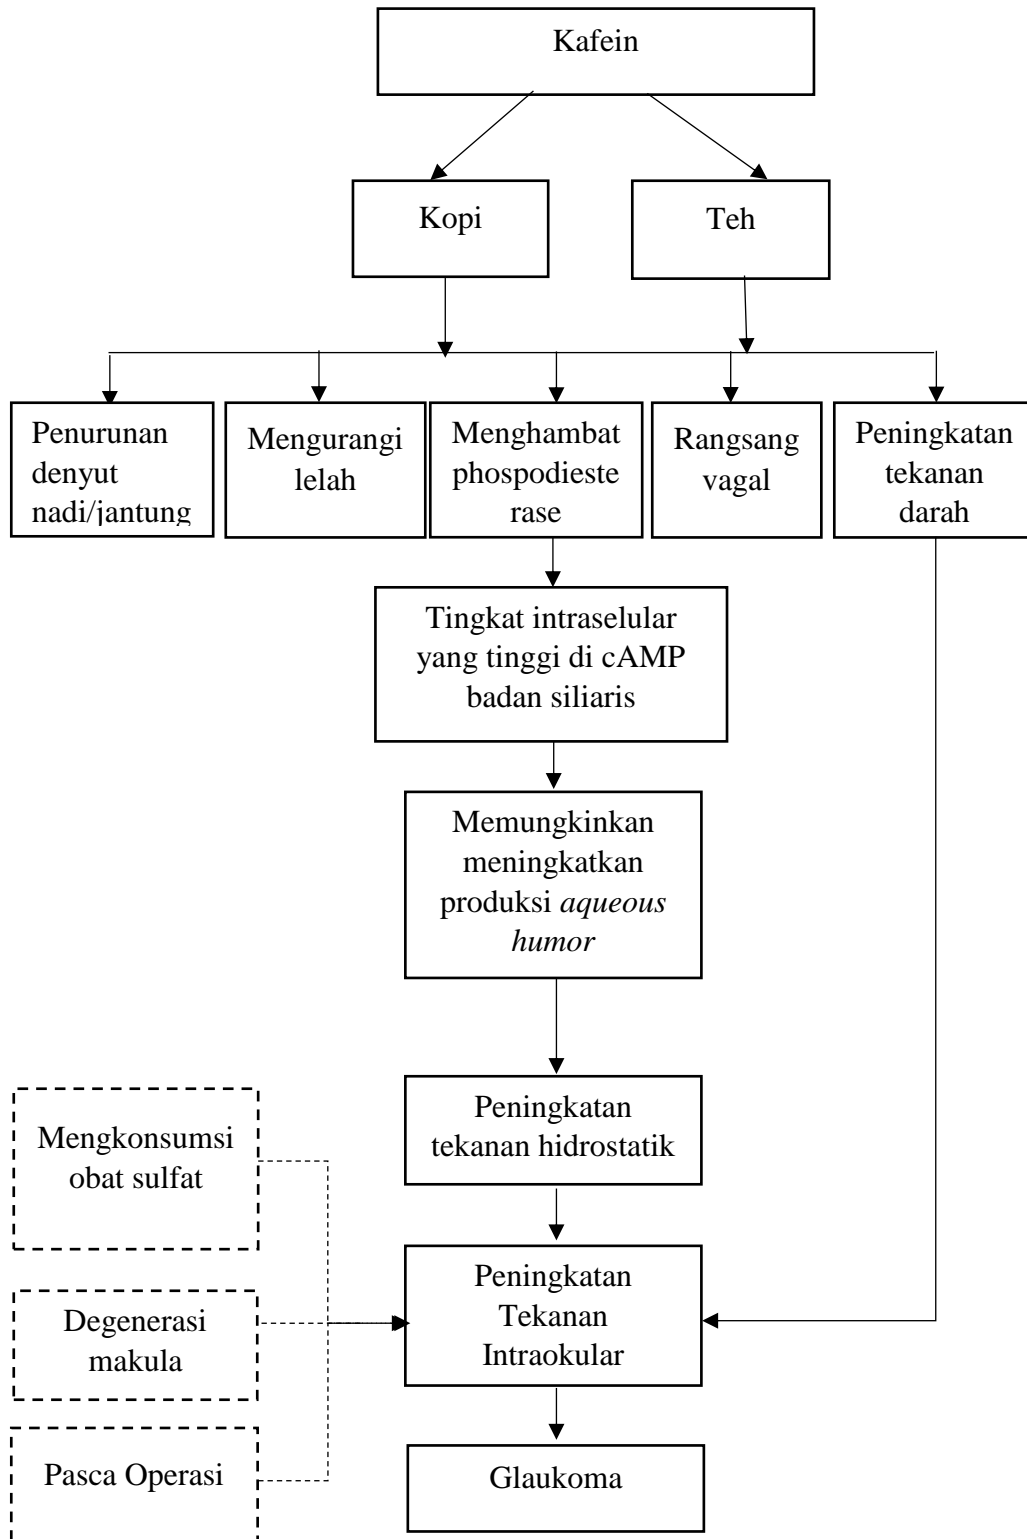 Kafein
Kopi
Teh
Penurunan
denyut
nadi/jantung
Mengurangi
lelah
Menghambat
phospodieste
rase
Rangsang
vagal
Peningkatan
tekanan
darah
Tingkat intraselular
yang tinggi di cAMP
badan siliaris
Memungkinkan
meningkatkan
produksi aqueous
humor
Peningkatan
tekanan hidrostatik
Mengkonsumsi
obat sulfat
Peningkatan
Tekanan
Intraokular
Degenerasi
makula
Pasca Operasi
Glaukoma